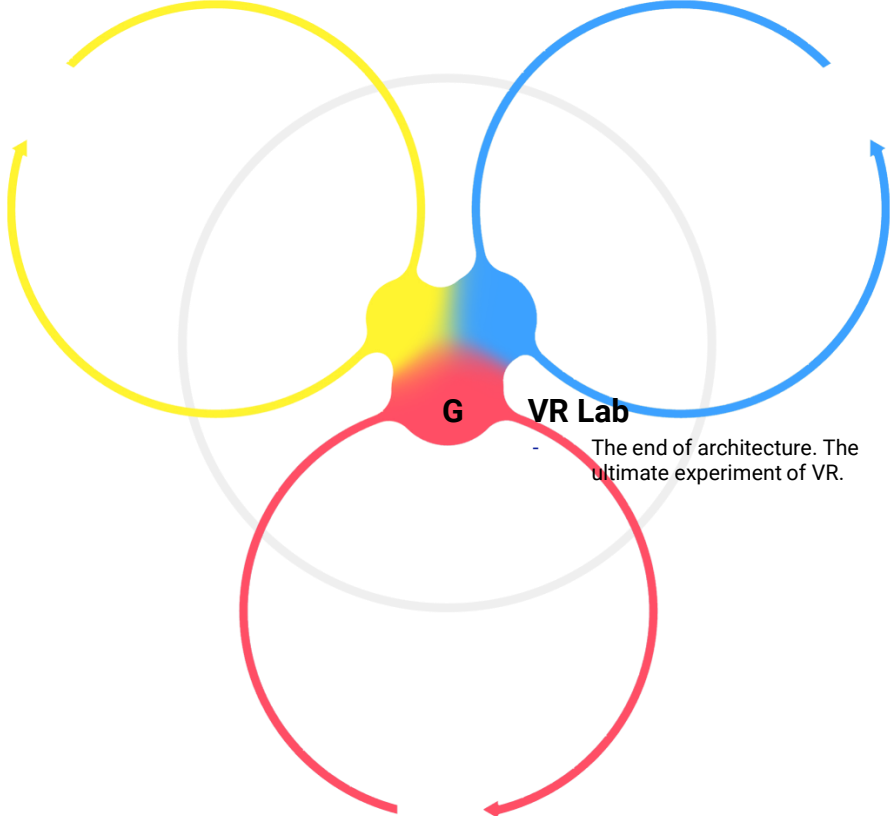 G VR Lab
- The end of architecture. The
ultimate experiment of VR.